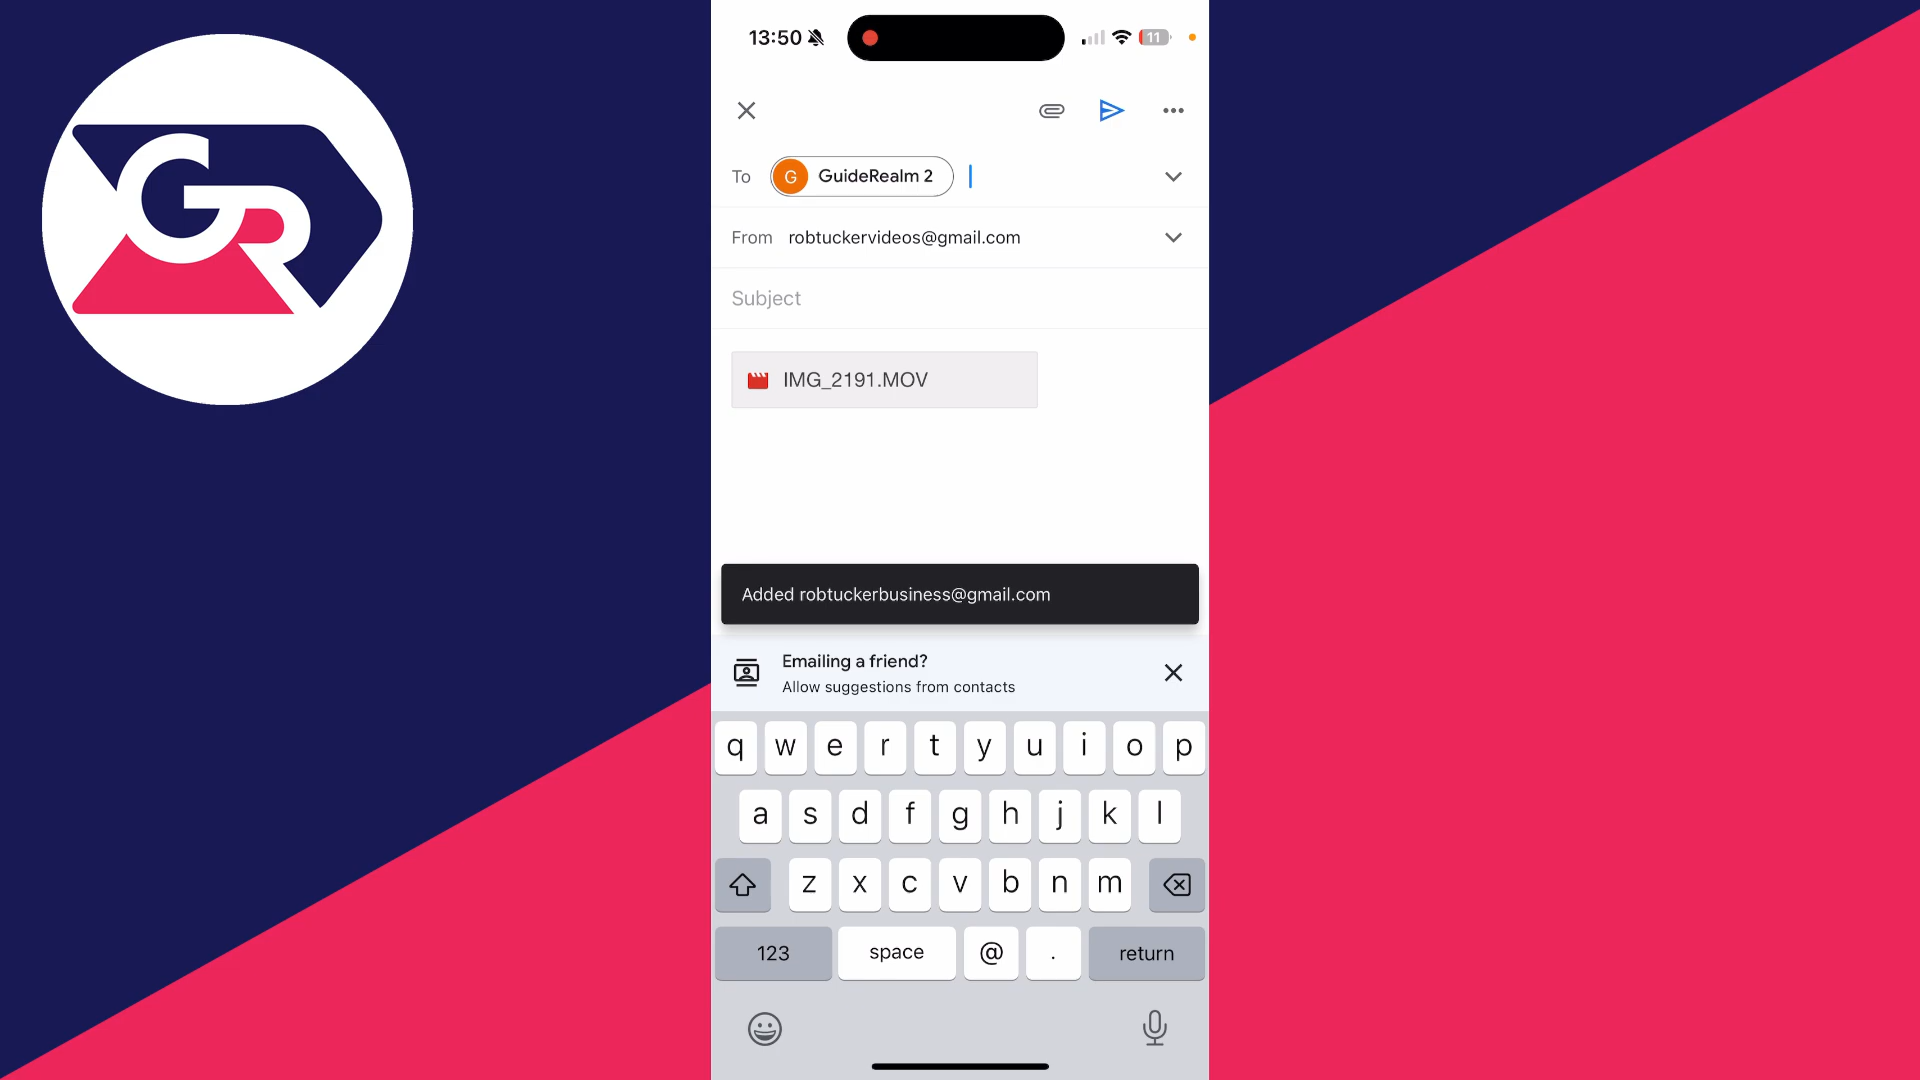 GR
13:50
11
To
G
GuideRealm 2
From
robtuckervideos@gmail.com
Subject
IMG_2191.MOV
Added robtuckerbusiness@gmail.com
Emailing a friend?
Allow suggestions from contacts
q w e r t y u i o p
a s d f g h j k l
z x c v b n m
123 space @ . return